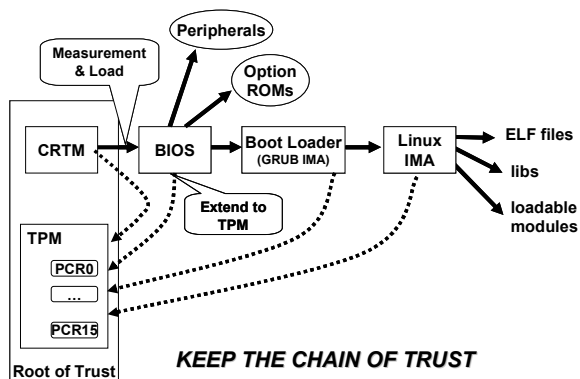 Peripherals
Measurement
& Load
Option
ROMs
CRTM
BIOS
Boot Loader
(GRUB IMA)
Linux
IMA
ELF files
libs
loadable
modules
Extend to
TPM
TPM
PCR0
...
PCR15
Root of Trust
KEEP THE CHAIN OF TRUST